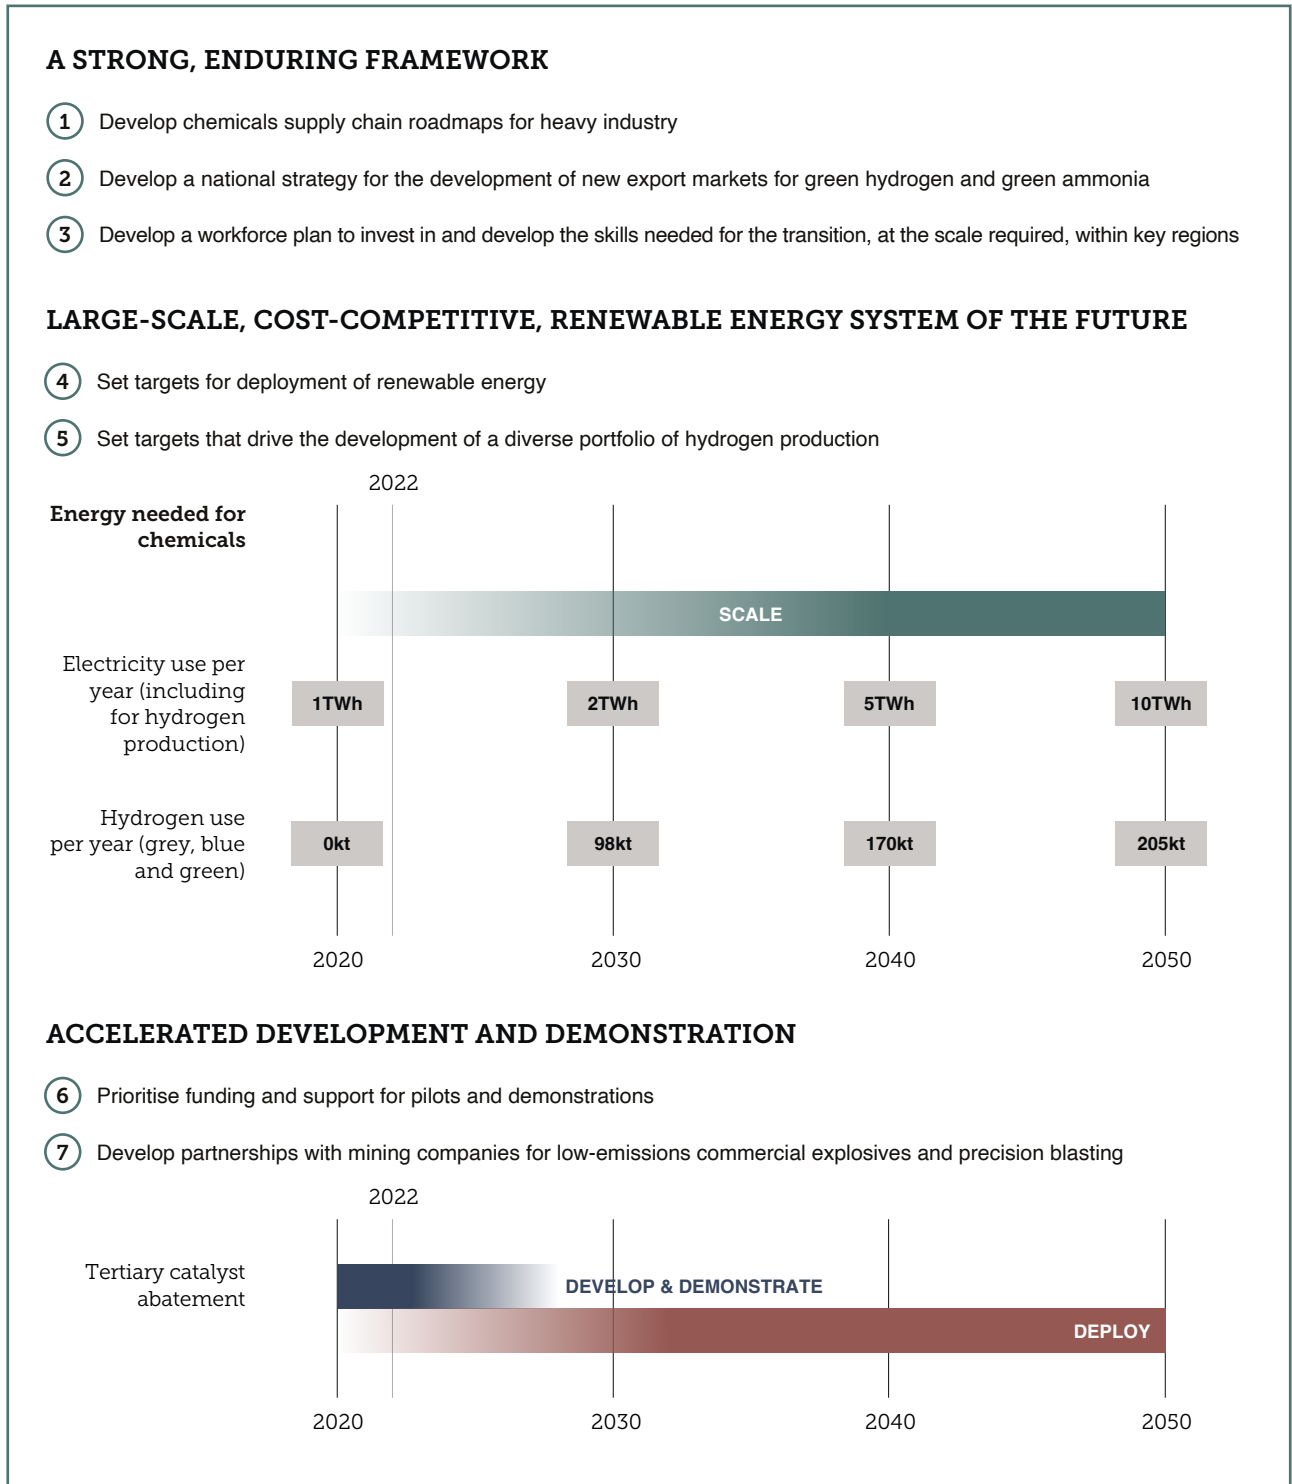 A STRONG, ENDURING FRAMEWORK
1 Develop chemicals supply chain roadmaps for heavy industry
2 Develop a national strategy for the development of new export markets for green hydrogen and green ammonia
3 Develop a workforce plan to invest in and develop the skills needed for the transition, at the scale required, within key regions
LARGE-SCALE, COST-COMPETITIVE, RENEWABLE ENERGY SYSTEM OF THE FUTURE
4 Set targets for deployment of renewable energy
5 Set targets that drive the development of a diverse portfolio of hydrogen production
2022
Energy needed for
chemicals
SCALE
Electricity use per
year (including
for hydrogen
production)
1TWh 2TWh 5TWh 10TWh
Hydrogen use
per year (grey, blue
and green)
0kt 98kt 170kt 205kt
2020 2030 2040 2050
ACCELERATED DEVELOPMENT AND DEMONSTRATION
6 Prioritise funding and support for pilots and demonstrations
7 Develop partnerships with mining companies for low-emissions commercial explosives and precision blasting
2022
Tertiary catalyst
abatement
DEVELOP & DEMONSTRATE
DEPLOY
2020 2030 2040 2050